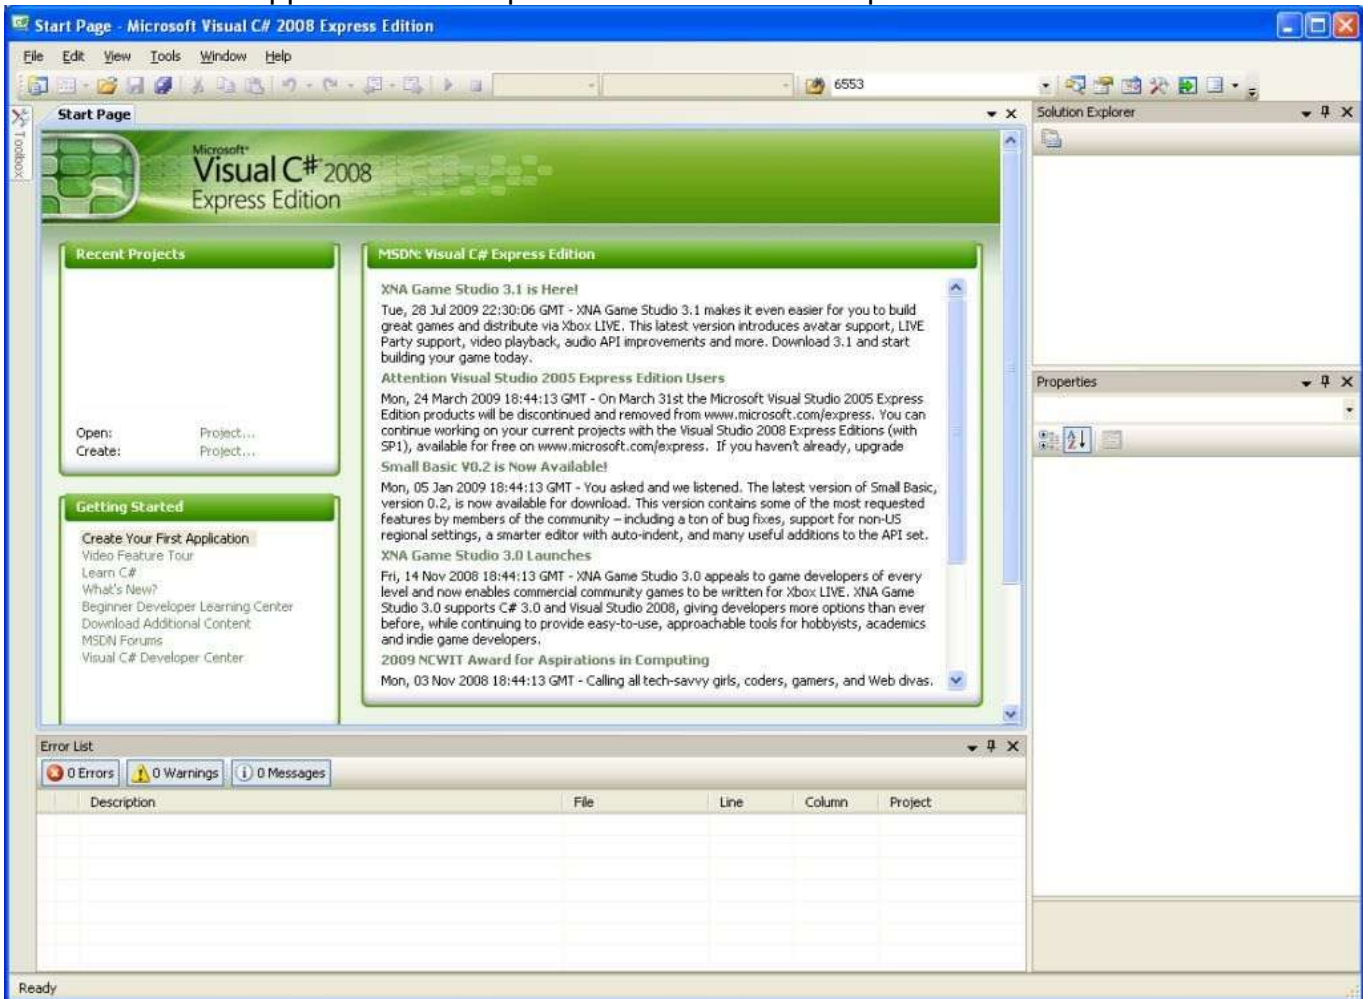 Start Page - Microsoft Visual C# 2008 Express Edition
File Edit View Tools Window Help
6553
Toolbox
Start Page
Microsoft®
Visual C# 2008
Express Edition
Recent Projects
Open: Project...
Create: Project...
Getting Started
Create Your First Application
Video Feature Tour
Learn C#
What's New?
Beginner Developer Learning Center
Download Additional Content
MSDN Forums
Visual C# Developer Center
MSDN: Visual C# Express Edition
XNA Game Studio 3.1 is Here!
Tue, 28 Jul 2009 22:30:06 GMT - XNA Game Studio 3.1 makes it even easier for you to build
great games and distribute via Xbox LIVE. This latest version introduces avatar support, LIVE
Party support, video playback, audio API improvements and more. Download 3.1 and start
building your game today.
Attention Visual Studio 2005 Express Edition Users
Mon, 24 March 2009 18:44:13 GMT - On March 31st the Microsoft Visual Studio 2005 Express
Edition products will be discontinued and removed from www.microsoft.com/express. You can
continue working on your current projects with the Visual Studio 2008 Express Editions (with
SP1), available for free on www.microsoft.com/express. If you haven't already, upgrade
Small Basic V0.2 is Now Available!
Mon, 05 Jan 2009 18:44:13 GMT - You asked and we listened. The latest version of Small Basic,
version 0.2, is now available for download. This version contains some of the most requested
features by members of the community – including a ton of bug fixes, support for non-US
regional settings, a smarter editor with auto-indent, and many useful additions to the API set.
XNA Game Studio 3.0 Launches
Fri, 14 Nov 2008 18:44:13 GMT - XNA Game Studio 3.0 appeals to game developers of every
level and now enables commercial community games to be written for Xbox LIVE. XNA Game
Studio 3.0 supports C# 3.0 and Visual Studio 2008, giving developers more options than ever
before, while continuing to provide easy-to-use, approachable tools for hobbyists, academics
and indie game developers.
2009 NCWIT Award for Aspirations in Computing
Mon, 03 Nov 2008 18:44:13 GMT - Calling all tech-savvy girls, coders, gamers, and Web divas.
Solution Explorer
Properties
Error List
0 Errors 0 Warnings 0 Messages
Description File Line Column Project
Ready